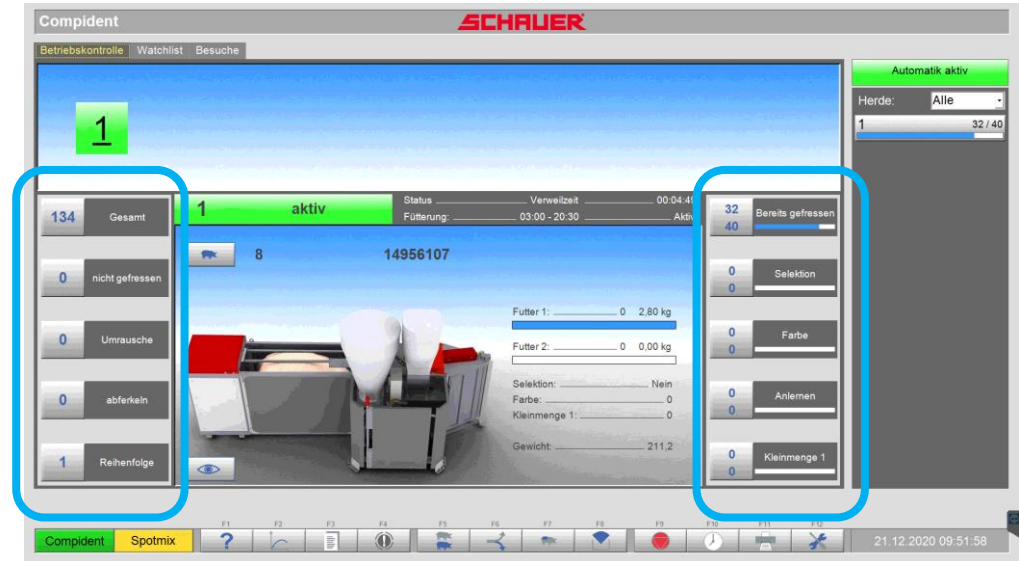 Compident
SCHAUER
Betriebskontrolle Watchlist Besuche
Automatik aktiv
Herde: Alle
1 32 / 40
1
134 Gesamt
0 nicht gefressen
0 Umrausche
0 abferkeln
1 Reihenfolge
1 aktiv
Status Verweilzeit 00:04:4
Fütterung: 03:00 - 20:30 Aktiv
8 14956107
Futter 1: 0 2,80 kg
Futter 2: 0 0,00 kg
Selektion: Nein
Farbe: 0
Kleinmenge 1: 0
Gewicht: 211,2
32 Bereits gefressen
40
0 Selektion
0
0 Farbe
0
0 Anlernen
0
0 Kleinmenge 1
0
F1 F2 F3 F4 F5 F6 F7 F8 F9 F10 F11 F12
Compident Spotmix ?
21.12.2020 09:51:58